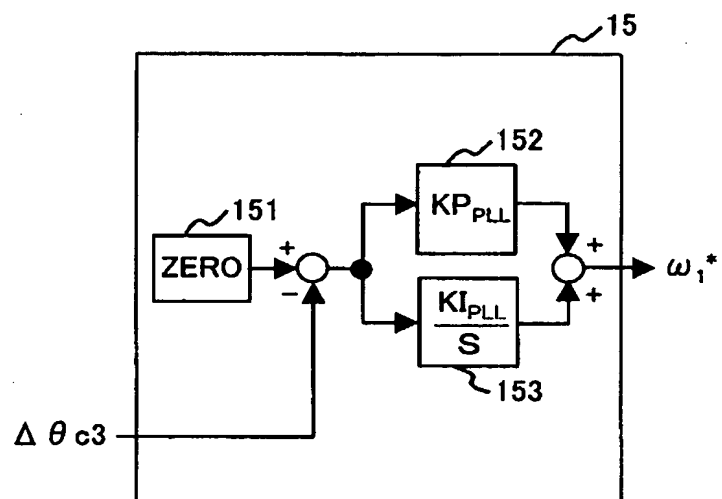 15
152
151
KP_PLL
ZERO
+
−
+
+
ω₁*
KI_PLL
S
153
Δθc3